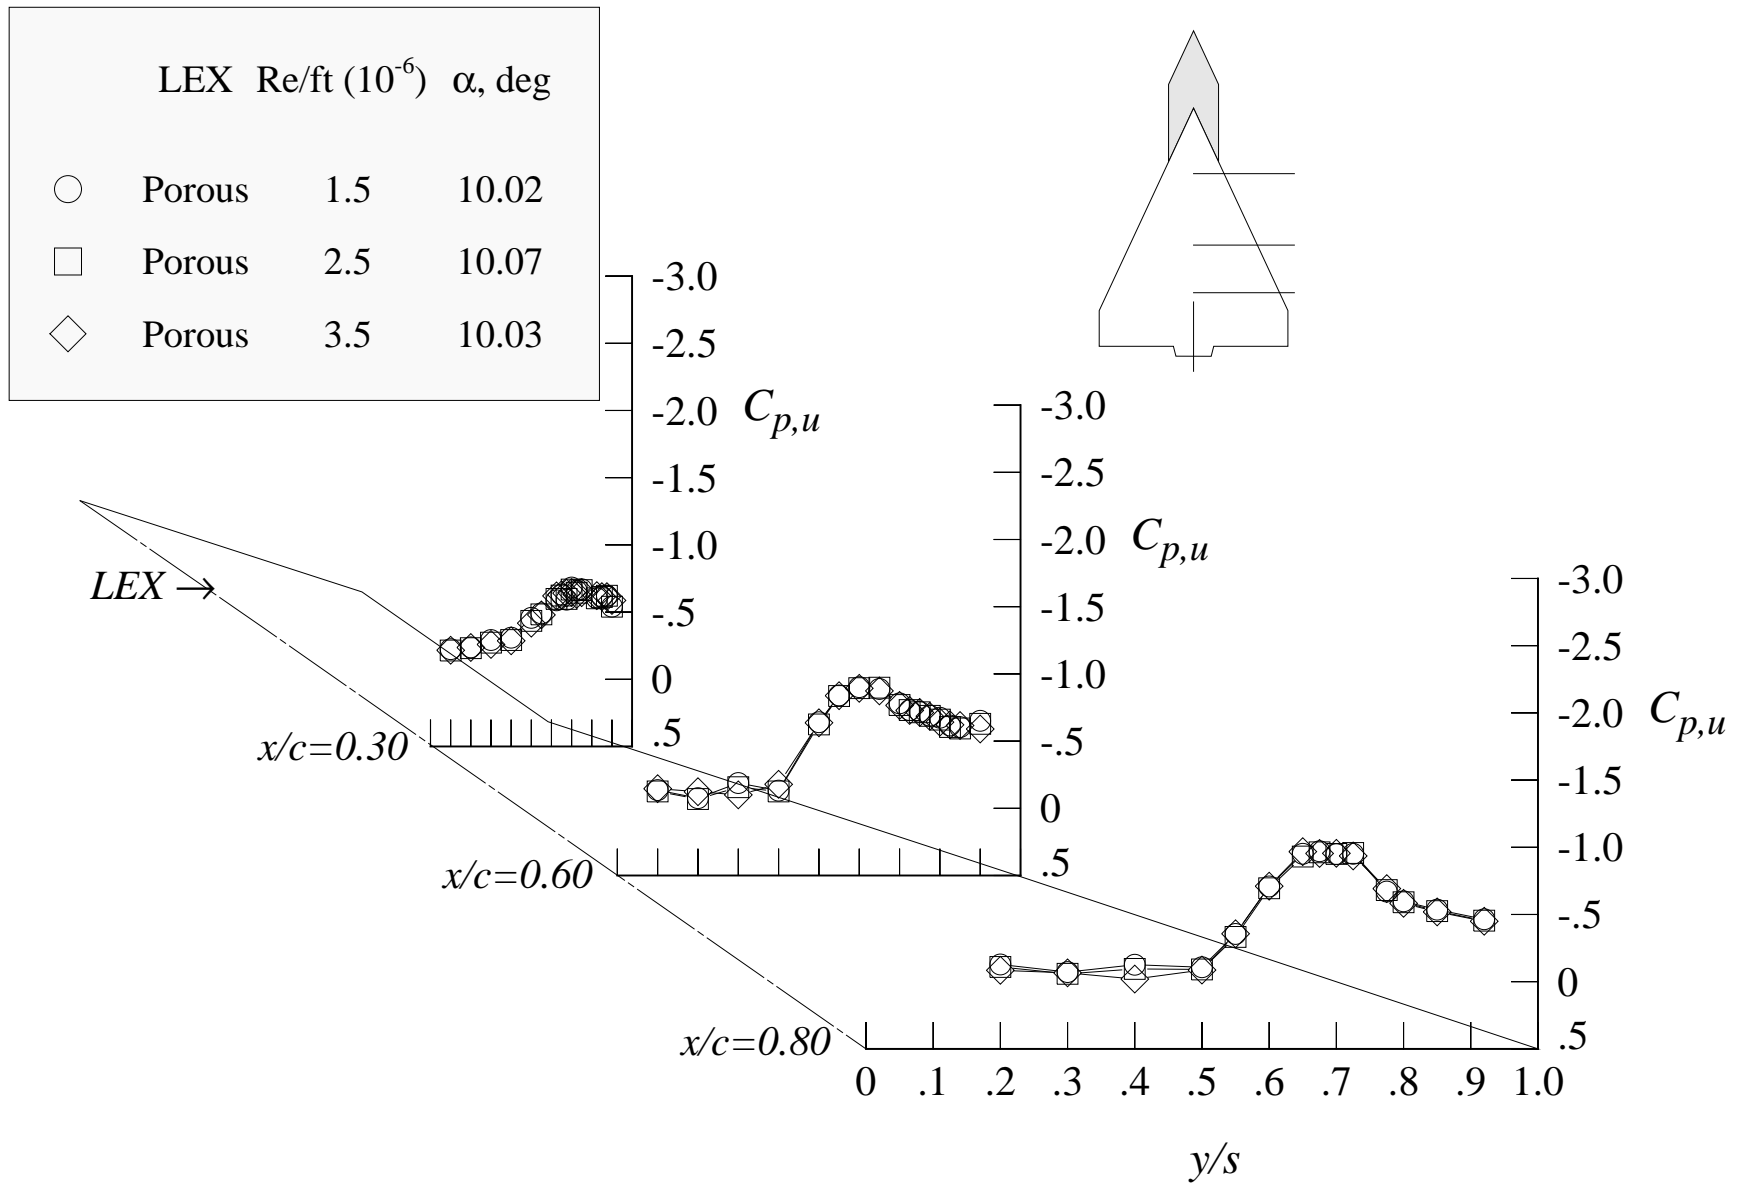 LEX Re/ft (10-6) α, deg
Porous 1.5 10.02
Porous 2.5 10.07
Porous 3.5 10.03
-3.0
-2.5
-2.0
-1.5
-1.0
-.5
0
.5
Cp,u
LEX →
x/c=0.30
-3.0
-2.5
-2.0
-1.5
-1.0
-.5
0
.5
Cp,u
x/c=0.60
-3.0
-2.5
-2.0
-1.5
-1.0
-.5
0
.5
Cp,u
x/c=0.80
0 .1 .2 .3 .4 .5 .6 .7 .8 .9 1.0
y/s